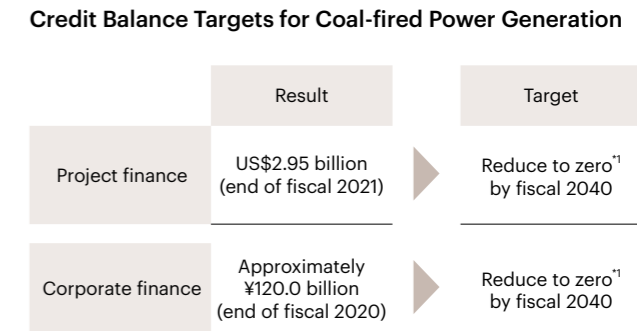 Credit Balance Targets for Coal-fired Power Generation
Result
Target
Project finance
US$2.95 billion
(end of fiscal 2021)
Reduce to zero*1
by fiscal 2040
Corporate finance
Approximately
¥120.0 billion
(end of fiscal 2020)
Reduce to zero*1
by fiscal 2040